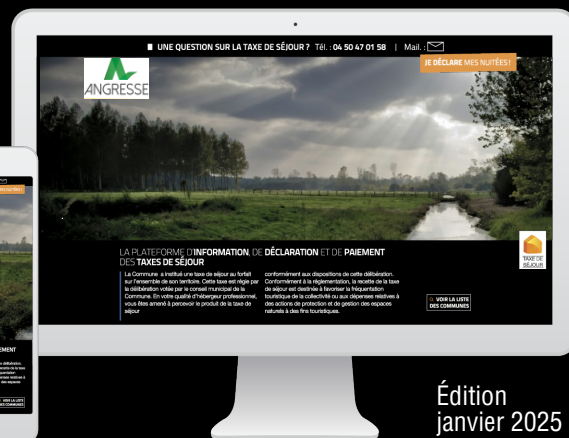 UNE QUESTION SUR LA TAXE DE SÉJOUR ? Tél. : 04 50 47 01 58 | Mail. :
JE DÉCLARE MES NUITÉES !
ANGRESSE
LA PLATEFORME D'INFORMATION, DE DÉCLARATION ET DE PAIEMENT
DES TAXES DE SÉJOUR
La Commune a institué une taxe de séjour au forfait
sur l'ensemble de son territoire. Cette taxe est régie par
la délibération votée par le conseil municipal de la
Commune. En votre qualité d'hébergeur professionnel,
vous êtes amené à percevoir le produit de la taxe de
séjour
conformément aux dispositions de cette délibération.
Conformément à la réglementation, la recette de la taxe
de séjour est destinée à favoriser la fréquentation
touristique de la collectivité ou aux dépenses relatives à
des actions de protection et de gestion des espaces
naturels à des fins touristiques.
TAXE DE
SÉJOUR
VOIR LA LISTE
DES COMMUNES
PAIEMENT
VOIR LA LISTE
DES COMMUNES
Édition
janvier 2025